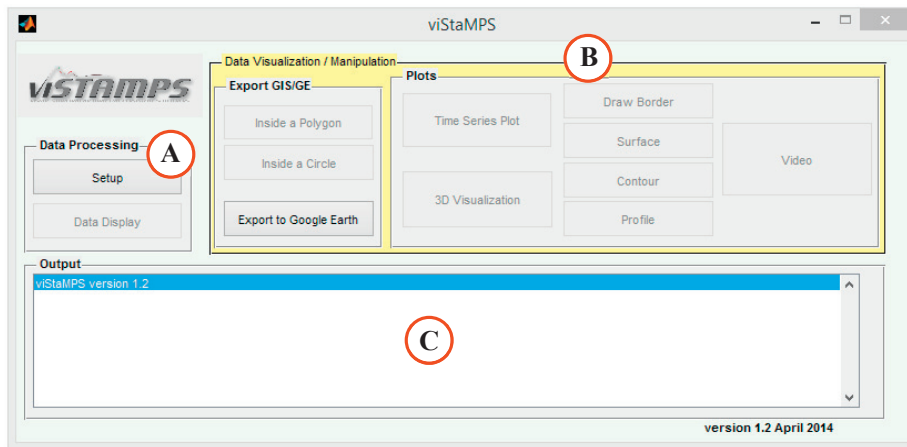 viStaMPS
viSTAMPS
Data Processing
A
Setup
Data Display
Data Visualization / Manipulation
B
Export GIS/GE
Inside a Polygon
Inside a Circle
Export to Google Earth
Plots
Time Series Plot
3D Visualization
Draw Border
Surface
Contour
Profile
Video
Output
viStaMPS version 1.2
C
version 1.2 April 2014